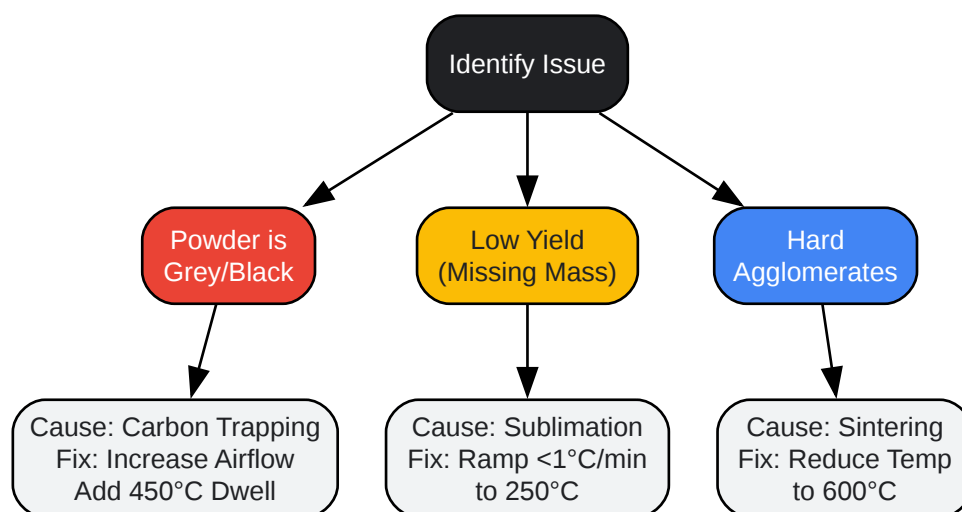 Identify Issue
Powder is
Grey/Black
Low Yield
(Missing Mass)
Hard
Agglomerates
Cause: Carbon Trapping
Fix: Increase Airflow
Add 450°C Dwell
Cause: Sublimation
Fix: Ramp <1°C/min
to 250°C
Cause: Sintering
Fix: Reduce Temp
to 600°C